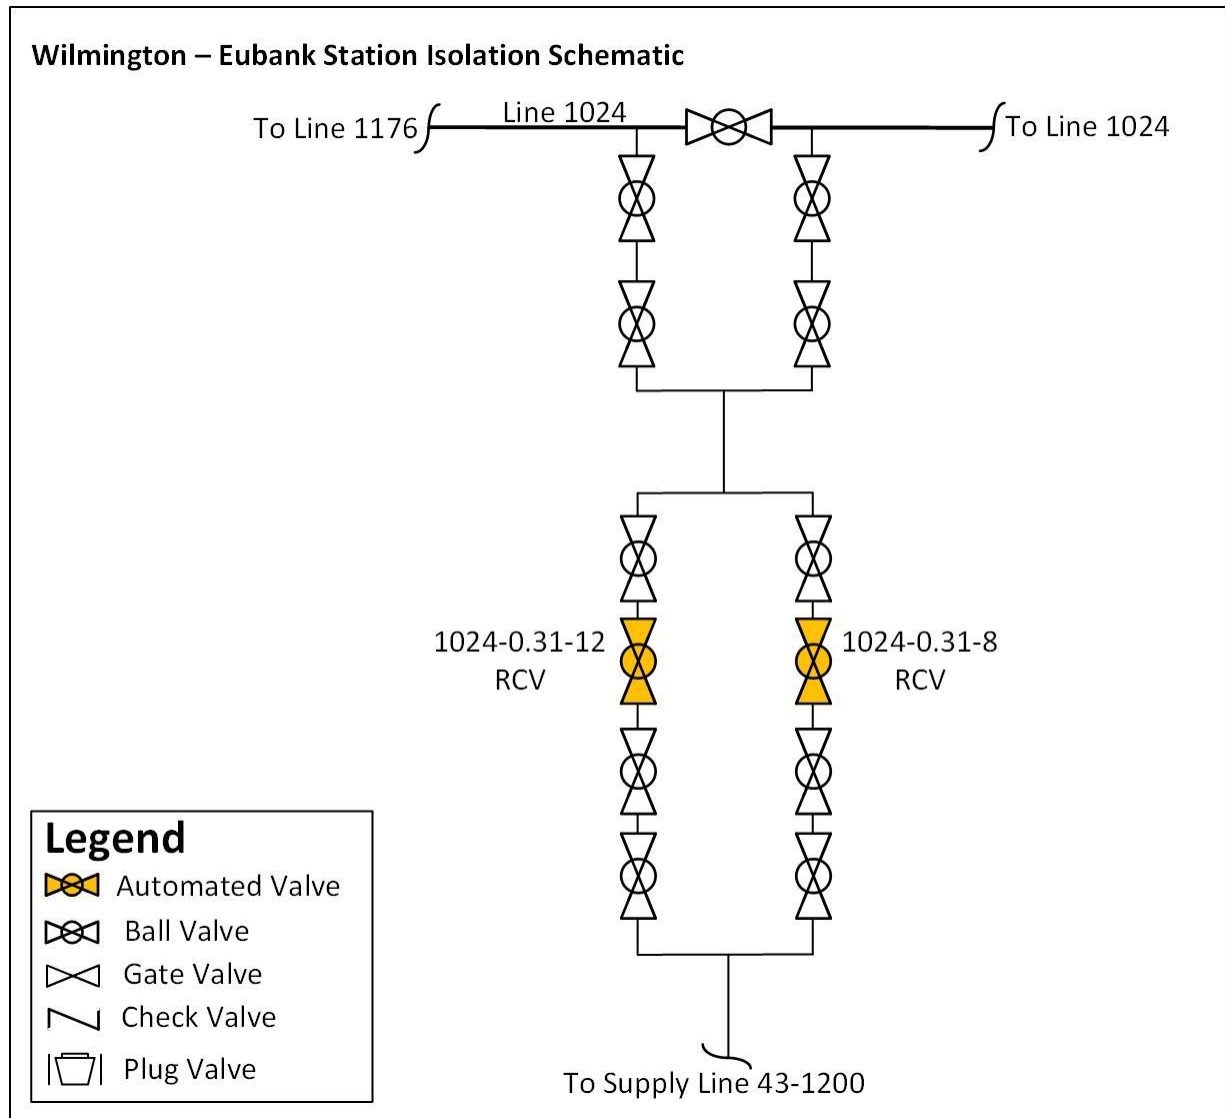 Wilmington – Eubank Station Isolation Schematic
Line 1024
To Line 1176
To Line 1024
1024-0.31-12
RCV
1024-0.31-8
RCV
Legend
Automated Valve
Ball Valve
Gate Valve
Check Valve
Plug Valve
To Supply Line 43-1200